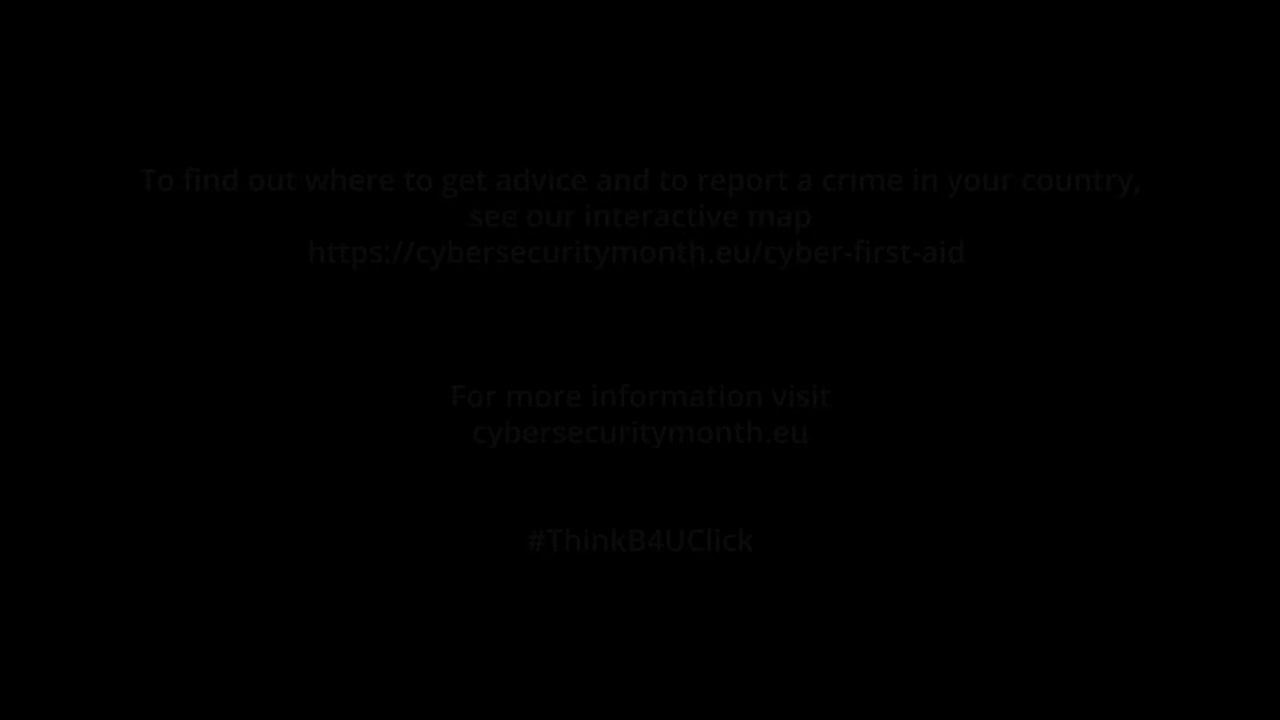 To find out where to get advice and to report a crime in your country,
see our interactive map
https://cybersecuritymonth.eu/cyber-first-aid
For more information visit
cybersecuritymonth.eu
#ThinkB4UClick